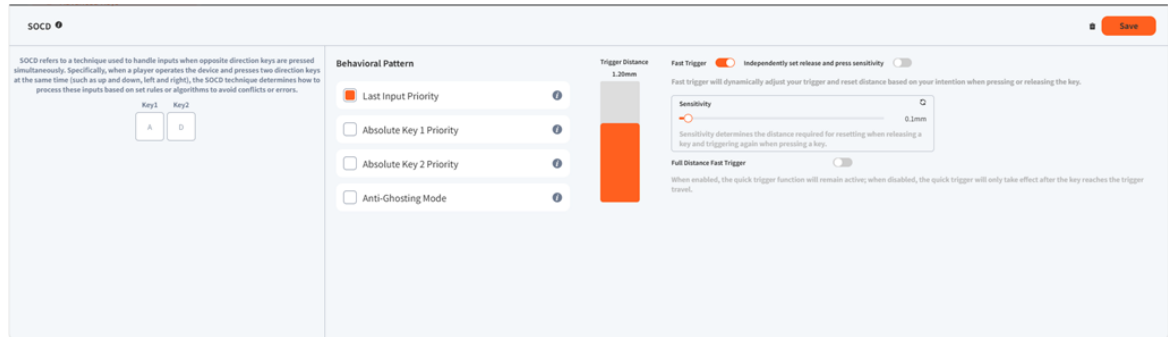 SOCD
Save
SOCD refers to a technique used to handle inputs when opposite direction keys are pressed
simultaneously. Specifically, when a player operates the device and presses two direction keys
at the same time (such as up and down, left and right), the SOCD technique determines how to
process these inputs based on set rules or algorithms to avoid conflicts or errors.
Key1 Key2
A D
Behavioral Pattern
Last Input Priority
Absolute Key 1 Priority
Absolute Key 2 Priority
Anti-Ghosting Mode
Trigger Distance
1.20mm
Fast Trigger
Independently set release and press sensitivity
Fast trigger will dynamically adjust your trigger and reset distance based on your intention when pressing or releasing the key.
Sensitivity
0.1mm
Sensitivity determines the distance required for resetting when releasing a
key and triggering again when pressing a key.
Full Distance Fast Trigger
When enabled, the quick trigger function will remain active; when disabled, the quick trigger will only take effect after the key reaches the trigger
travel.